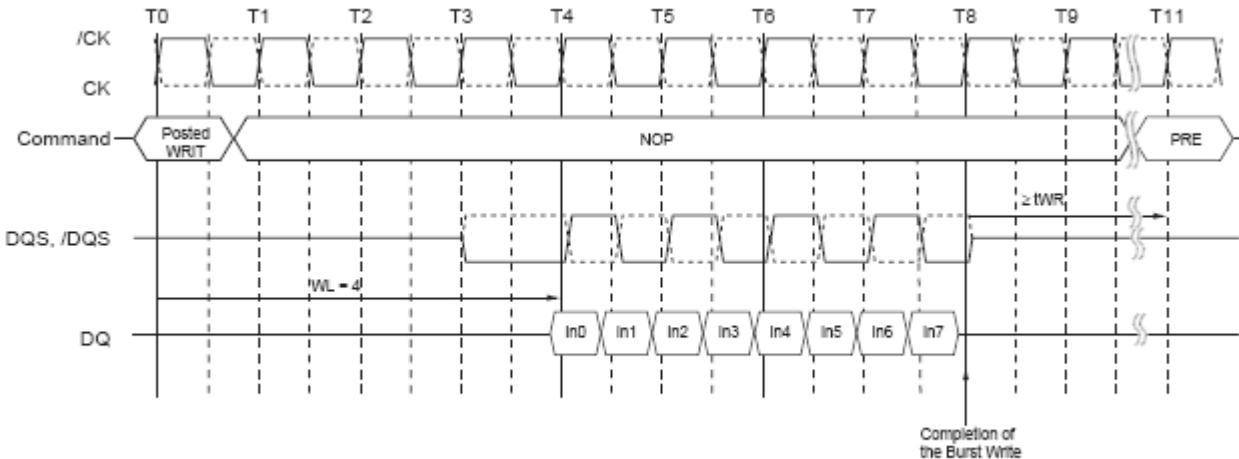 T0 T1 T2 T3 T4 T5 T6 T7 T8 T9 T11
/CK
CK
Command
Posted
WRIT
NOP
PRE
≥ tWR
DQS, /DQS
WL = 4
DQ
In0 In1 In2 In3 In4 In5 In6 In7
Completion of
the Burst Write